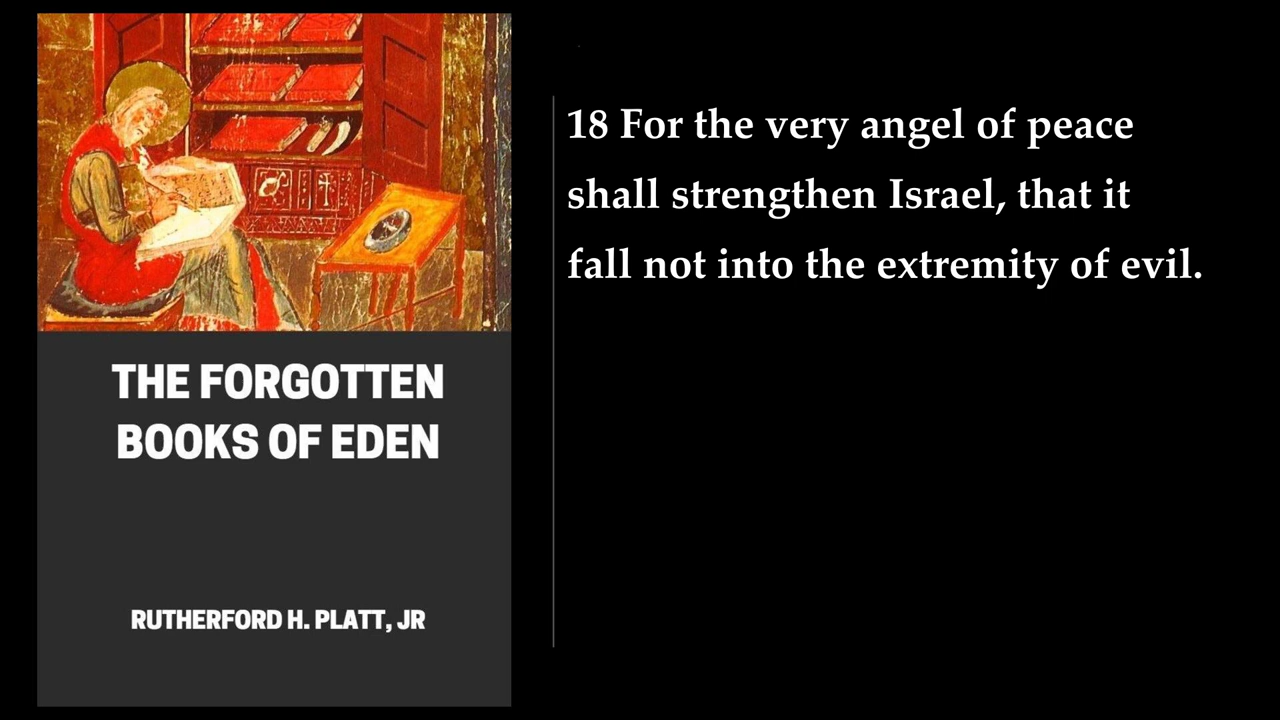 THE FORGOTTEN
BOOKS OF EDEN
RUTHERFORD H. PLATT, JR
18 For the very angel of peace
shall strengthen Israel, that it
fall not into the extremity of evil.